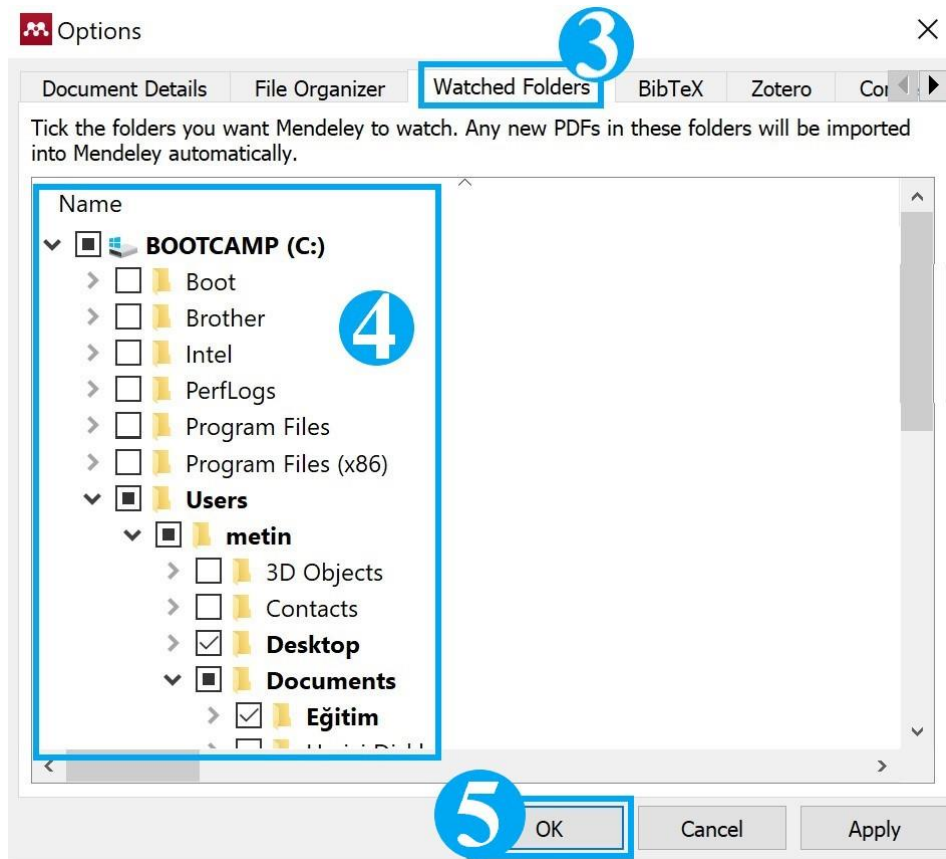 Options
3
Document Details File Organizer Watched Folders BibTeX Zotero
Tick the folders you want Mendeley to watch. Any new PDFs in these folders will be imported
into Mendeley automatically.
Name
BOOTCAMP (C:)
Boot
Brother
4
Intel
PerfLogs
Program Files
Program Files (x86)
Users
metin
3D Objects
Contacts
Desktop
Documents
Eğitim
5
OK Cancel Apply